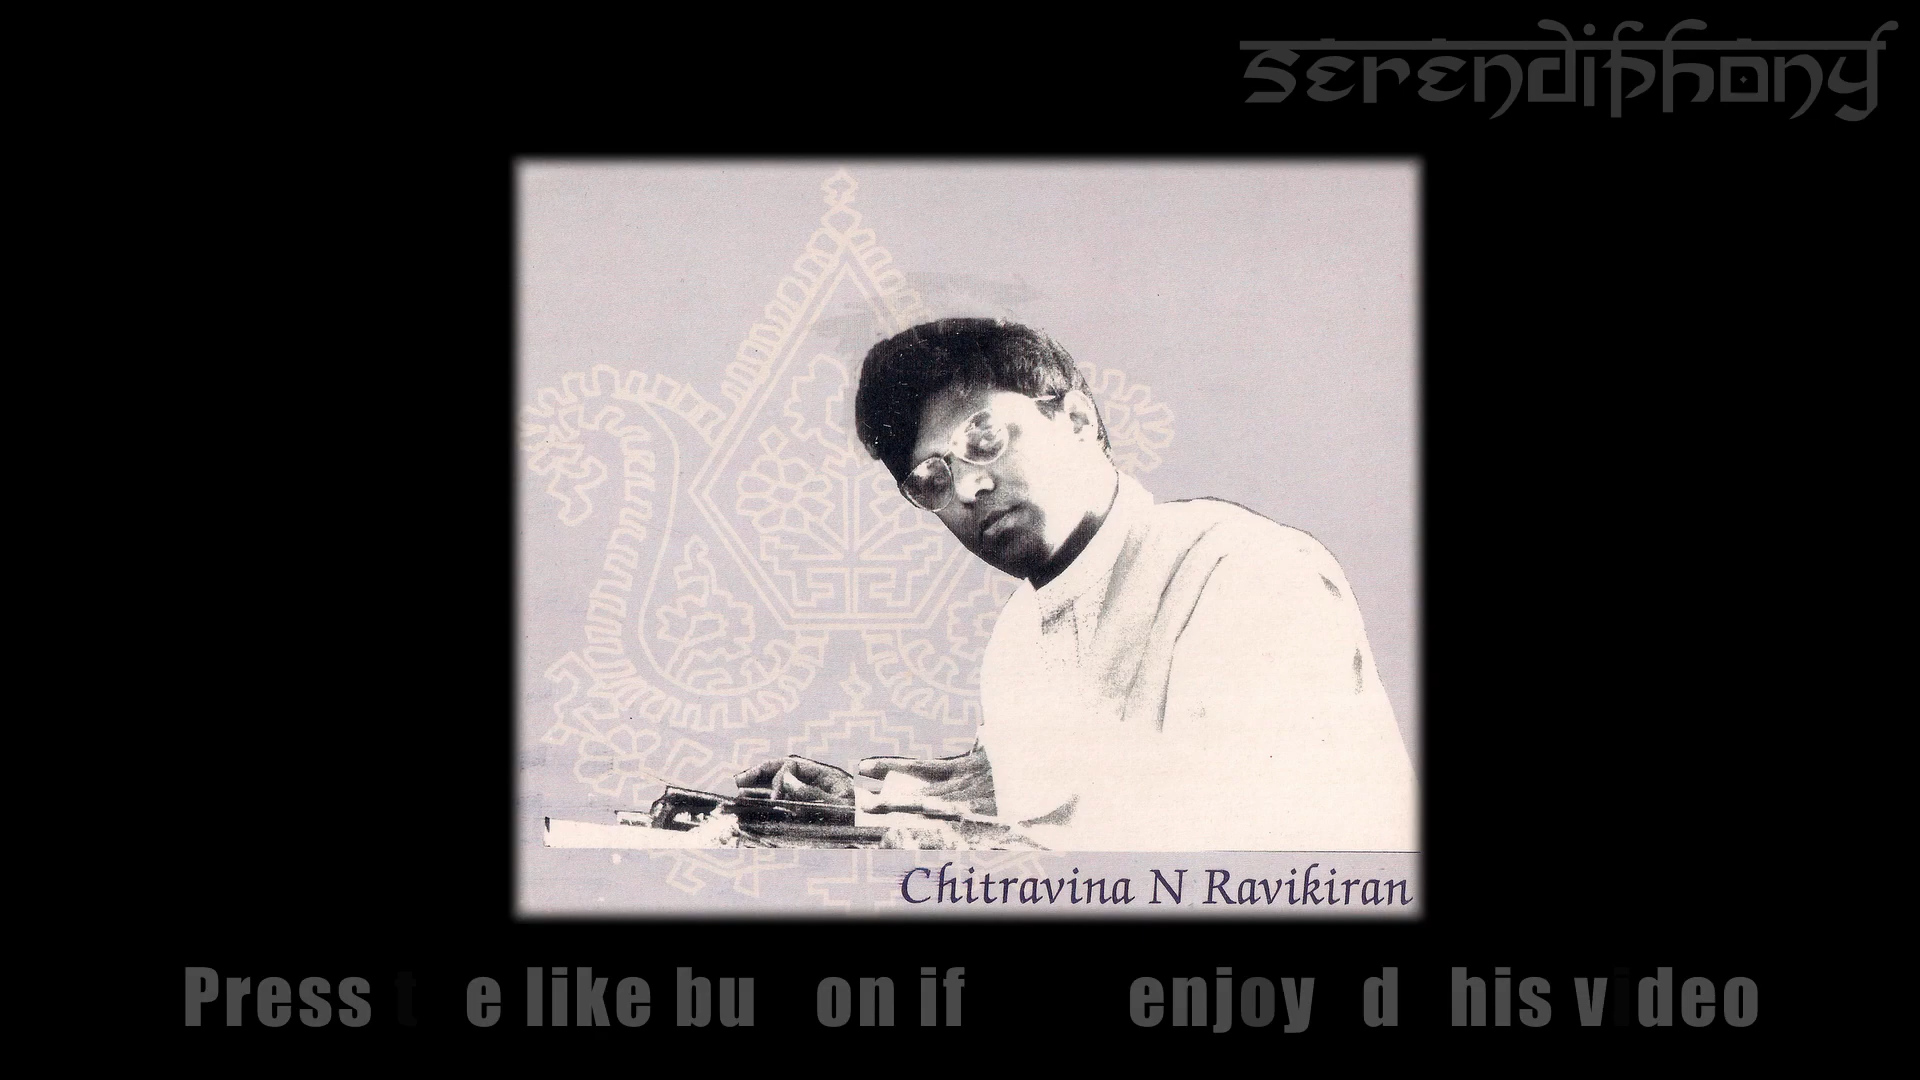 serendiphony
Chitravina N Ravikiran
Press t e like bu on if enjoy d his video